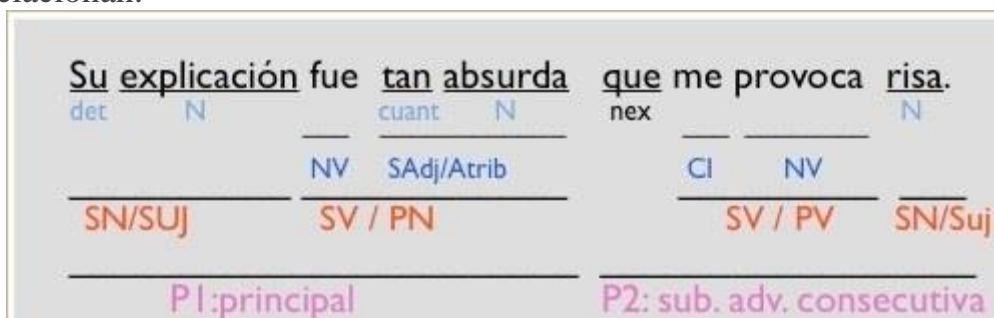 Su explicación fue tan absurda que me provoca risa.
det N cuant N nex N
NV SAdj/Atrib CI NV
SN/SUJ SV / PN SV / PV SN/Suj
P1:principal P2: sub. adv. consecutiva